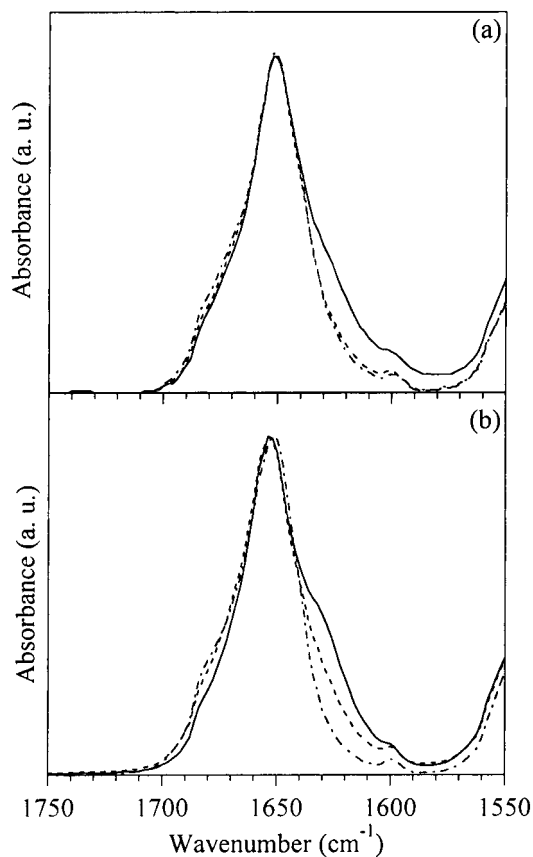 (a)
Absorbance (a. u.)
(b)
Absorbance (a. u.)
1750 1700 1650 1600 1550
Wavenumber (cm⁻¹)